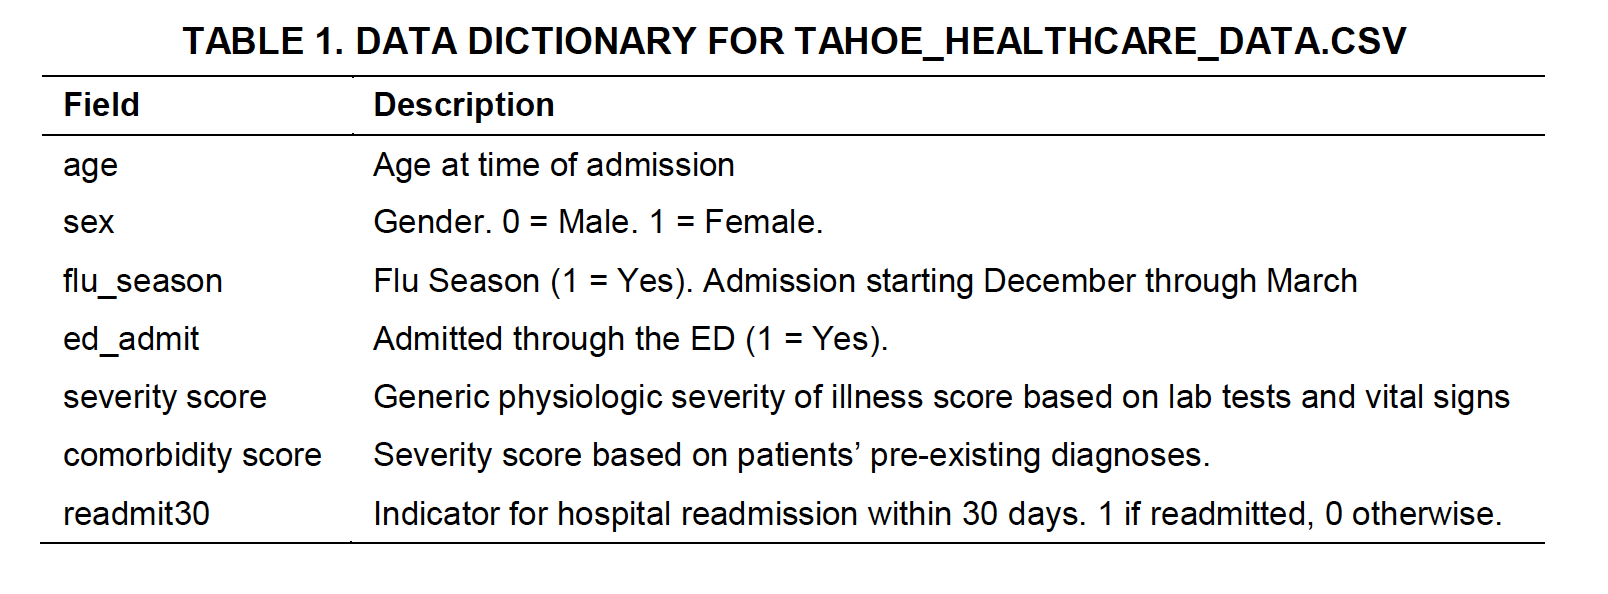 TABLE 1. DATA DICTIONARY FOR TAHOE_HEALTHCARE_DATA.CSV
Field Description
age Age at time of admission
sex Gender. 0 = Male. 1 = Female.
flu_season Flu Season (1 = Yes). Admission starting December through March
ed_admit Admitted through the ED (1 = Yes).
severity score Generic physiologic severity of illness score based on lab tests and vital signs
comorbidity score Severity score based on patients’ pre-existing diagnoses.
readmit30 Indicator for hospital readmission within 30 days. 1 if readmitted, 0 otherwise.